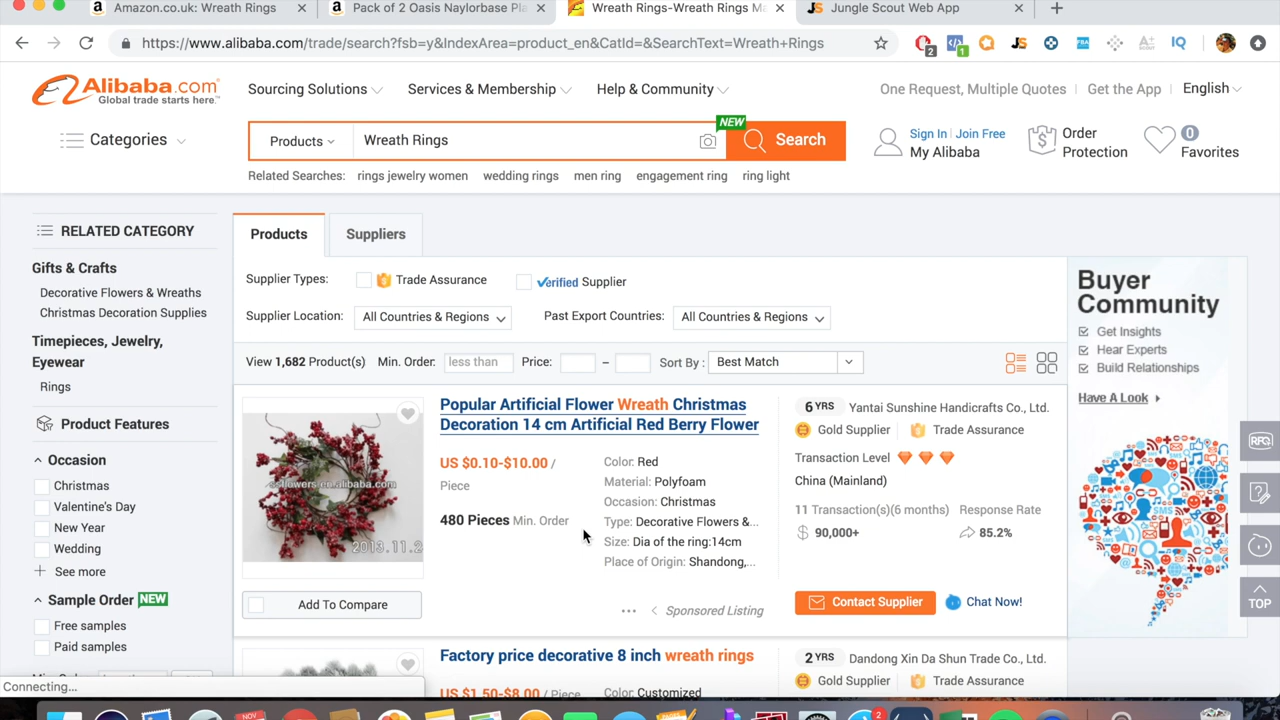 Amazon.co.uk: Wreath Rings
Pack of 2 Oasis Naylorbase Pla
Wreath Rings-Wreath Rings Ma
Jungle Scout Web App
https://www.alibaba.com/trade/search?fsb=y&IndexArea=product_en&CatId=&SearchText=Wreath+Rings
Alibaba.com
Global trade starts here.
Sourcing Solutions
Services & Membership
Help & Community
One Request, Multiple Quotes
Get the App
English
Categories
Products
Wreath Rings
NEW
Search
Sign In | Join Free
My Alibaba
Order
Protection
0
Favorites
Related Searches: rings jewelry women wedding rings men ring engagement ring ring light
RELATED CATEGORY
Gifts & Crafts
Decorative Flowers & Wreaths
Christmas Decoration Supplies
Timepieces, Jewelry,
Eyewear
Rings
Product Features
Occasion
Christmas
Valentine's Day
New Year
Wedding
See more
Sample Order NEW
Free samples
Paid samples
Products
Suppliers
Supplier Types: Trade Assurance Verified Supplier
Supplier Location: All Countries & Regions Past Export Countries: All Countries & Regions
View 1,682 Product(s) Min. Order: less than Price: – Sort By : Best Match
Popular Artificial Flower Wreath Christmas
Decoration 14 cm Artificial Red Berry Flower
US $0.10-$10.00 /
Piece
480 Pieces Min. Order
Color: Red
Material: Polyfoam
Occasion: Christmas
Type: Decorative Flowers &...
Size: Dia of the ring:14cm
Place of Origin: Shandong,...
Sponsored Listing
2013.11.2
Add To Compare
6 YRS Yantai Sunshine Handicrafts Co., Ltd.
Gold Supplier Trade Assurance
Transaction Level
China (Mainland)
11 Transaction(s)(6 months) Response Rate
90,000+ 85.2%
Contact Supplier
Chat Now!
Factory price decorative 8 inch wreath rings
US $1.50-$8.00 / Piece
Color: Customized
2 YRS Dandong Xin Da Shun Trade Co., Ltd.
Gold Supplier Trade Assurance
Buyer
Community
Get Insights
Hear Experts
Build Relationships
Have A Look
RFQ
TOP
Connecting...